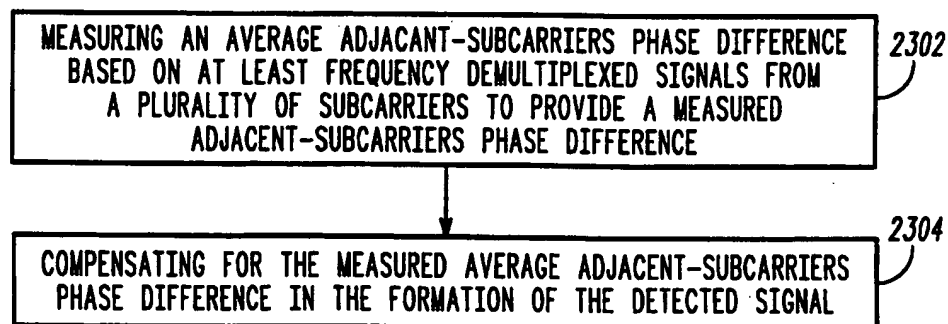 MEASURING AN AVERAGE ADJACANT-SUBCARRIERS PHASE DIFFERENCE
BASED ON AT LEAST FREQUENCY DEMULTIPLEXED SIGNALS FROM
A PLURALITY OF SUBCARRIERS TO PROVIDE A MEASURED
ADJACENT-SUBCARRIERS PHASE DIFFERENCE
2302
COMPENSATING FOR THE MEASURED AVERAGE ADJACENT-SUBCARRIERS
PHASE DIFFERENCE IN THE FORMATION OF THE DETECTED SIGNAL
2304